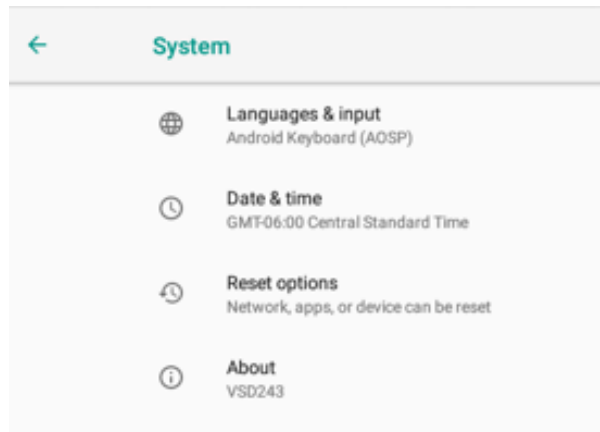 System
Languages & input
Android Keyboard (AOSP)
Date & time
GMT-06:00 Central Standard Time
Reset options
Network, apps, or device can be reset
About
VSD243